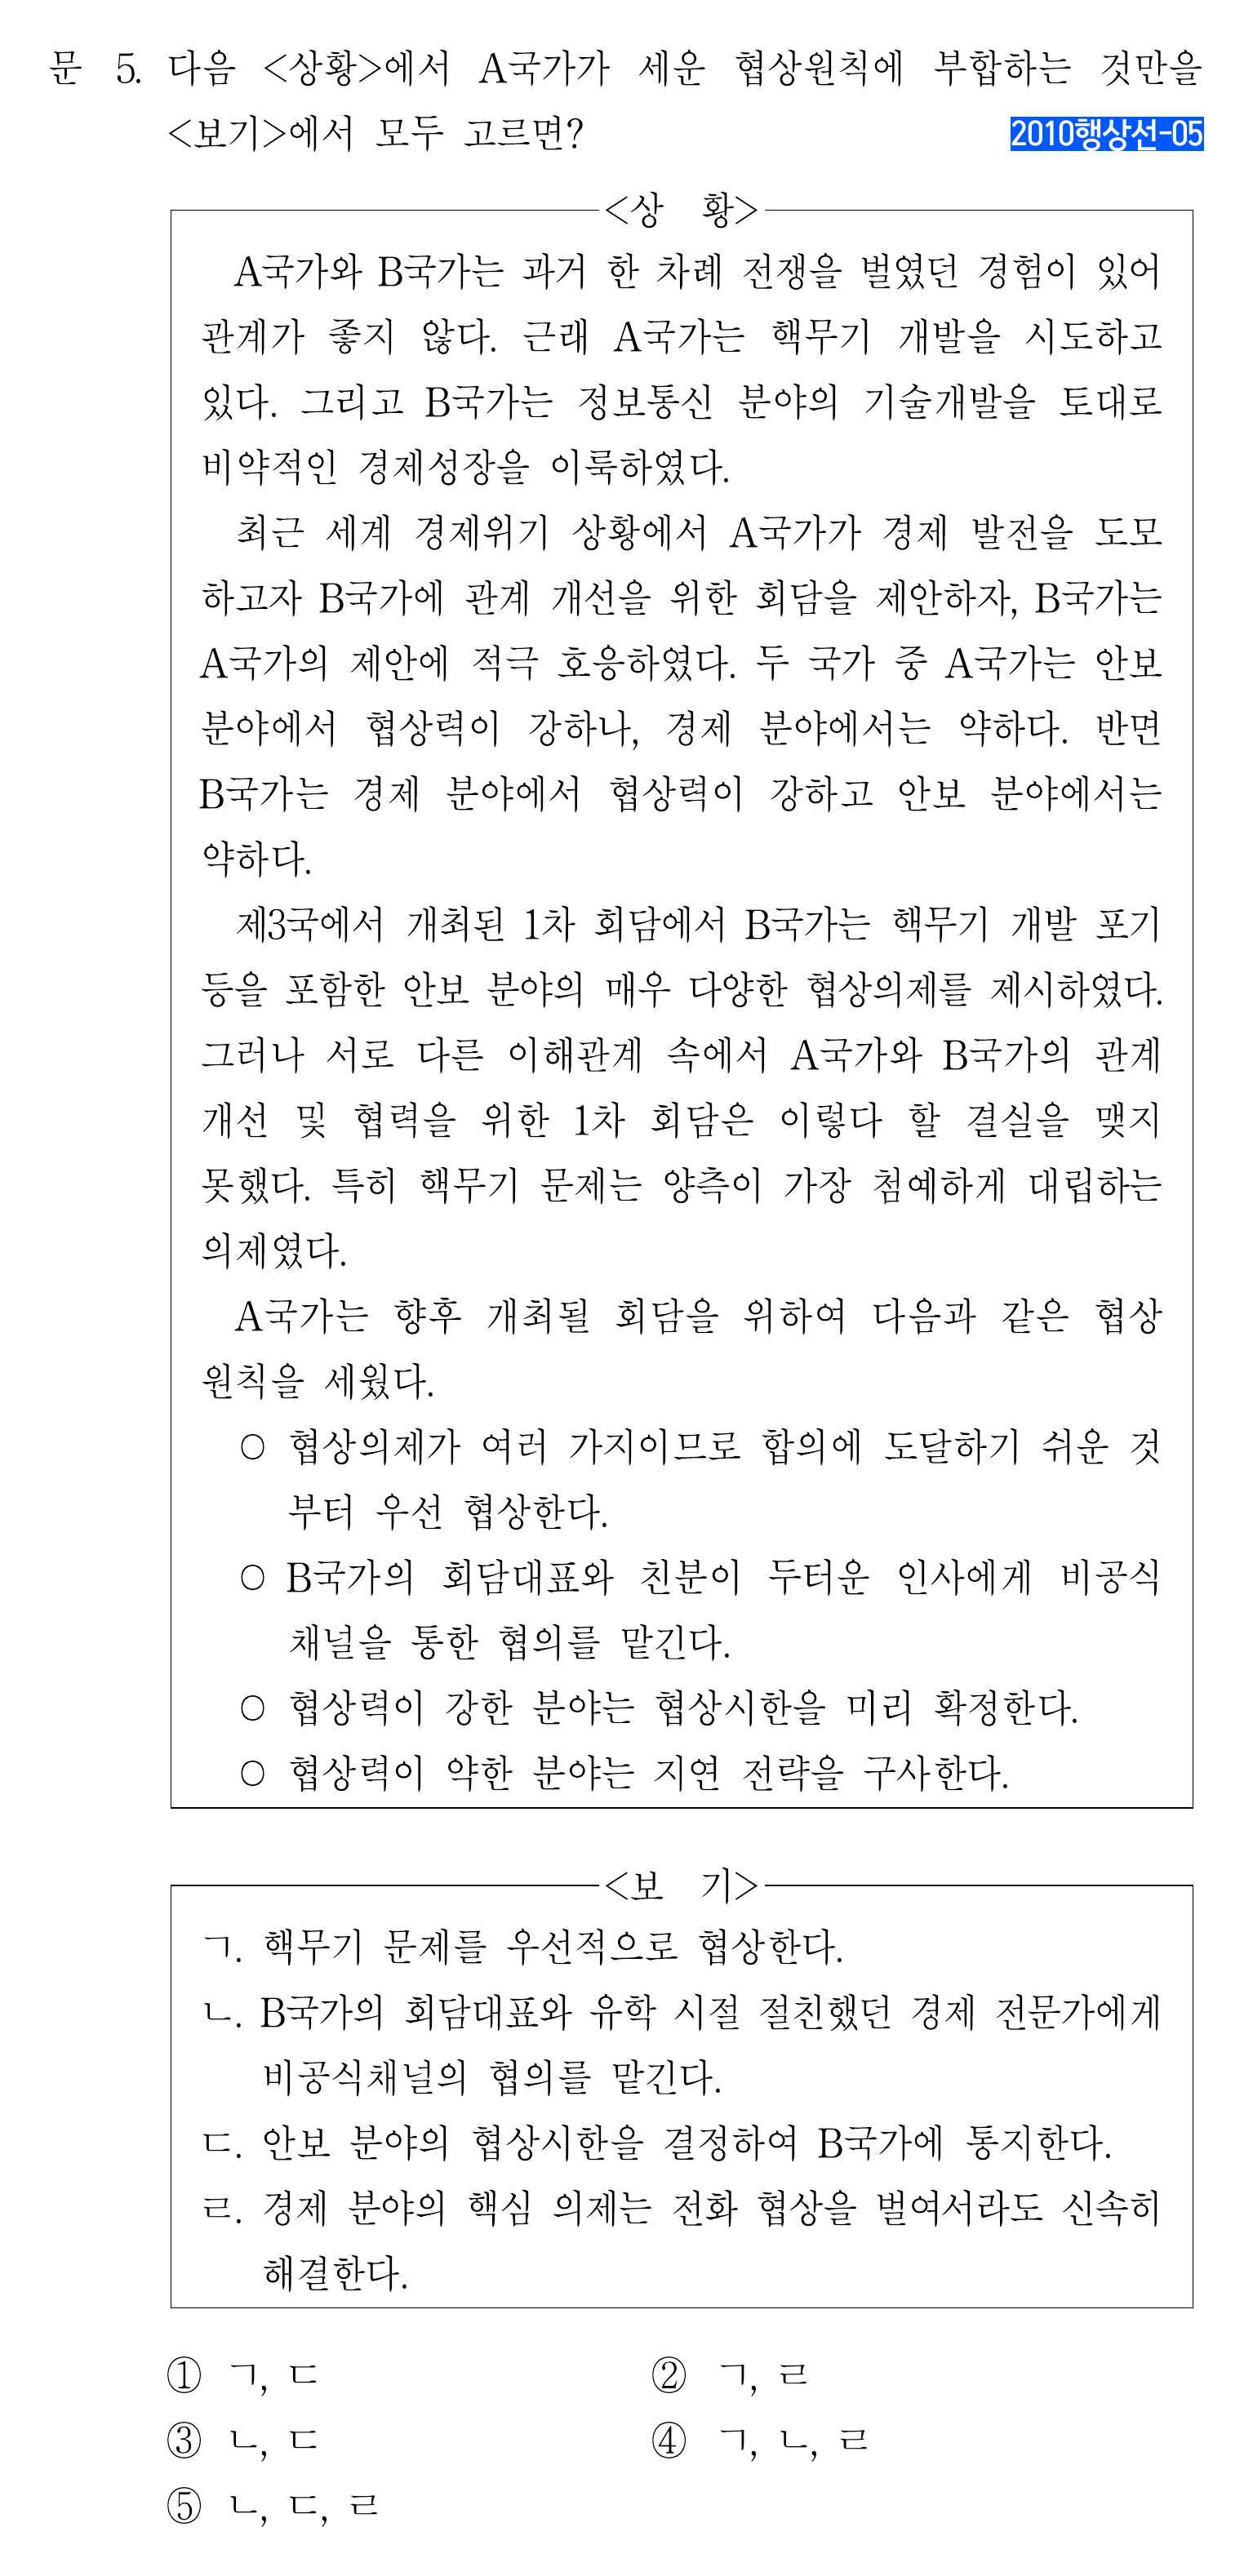 문 5. 다음 <상황>에서 A국가가 세운 협상원칙에 부합하는 것만을
<보기>에서 모두 고르면?
2010행상선-05
<상 황>
A국가와 B국가는 과거 한 차례 전쟁을 벌였던 경험이 있어
관계가 좋지 않다. 근래 A국가는 핵무기 개발을 시도하고
있다. 그리고 B국가는 정보통신 분야의 기술개발을 토대로
비약적인 경제성장을 이룩하였다.
최근 세계 경제위기 상황에서 A국가가 경제 발전을 도모
하고자 B국가에 관계 개선을 위한 회담을 제안하자, B국가는
A국가의 제안에 적극 호응하였다. 두 국가 중 A국가는 안보
분야에서 협상력이 강하나, 경제 분야에서는 약하다. 반면
B국가는 경제 분야에서 협상력이 강하고 안보 분야에서는
약하다.
제3국에서 개최된 1차 회담에서 B국가는 핵무기 개발 포기
등을 포함한 안보 분야의 매우 다양한 협상의제를 제시하였다.
그러나 서로 다른 이해관계 속에서 A국가와 B국가의 관계
개선 및 협력을 위한 1차 회담은 이렇다 할 결실을 맺지
못했다. 특히 핵무기 문제는 양측이 가장 첨예하게 대립하는
의제였다.
A국가는 향후 개최될 회담을 위하여 다음과 같은 협상
원칙을 세웠다.
○ 협상의제가 여러 가지이므로 합의에 도달하기 쉬운 것
부터 우선 협상한다.
○ B국가의 회담대표와 친분이 두터운 인사에게 비공식
채널을 통한 협의를 맡긴다.
○ 협상력이 강한 분야는 협상시한을 미리 확정한다.
○ 협상력이 약한 분야는 지연 전략을 구사한다.
<보 기>
ㄱ. 핵무기 문제를 우선적으로 협상한다.
ㄴ. B국가의 회담대표와 유학 시절 절친했던 경제 전문가에게
비공식채널의 협의를 맡긴다.
ㄷ. 안보 분야의 협상시한을 결정하여 B국가에 통지한다.
ㄹ. 경제 분야의 핵심 의제는 전화 협상을 벌여서라도 신속히
해결한다.
① ㄱ, ㄷ ② ㄱ, ㄹ
③ ㄴ, ㄷ ④ ㄱ, ㄴ, ㄹ
⑤ ㄴ, ㄷ, ㄹ